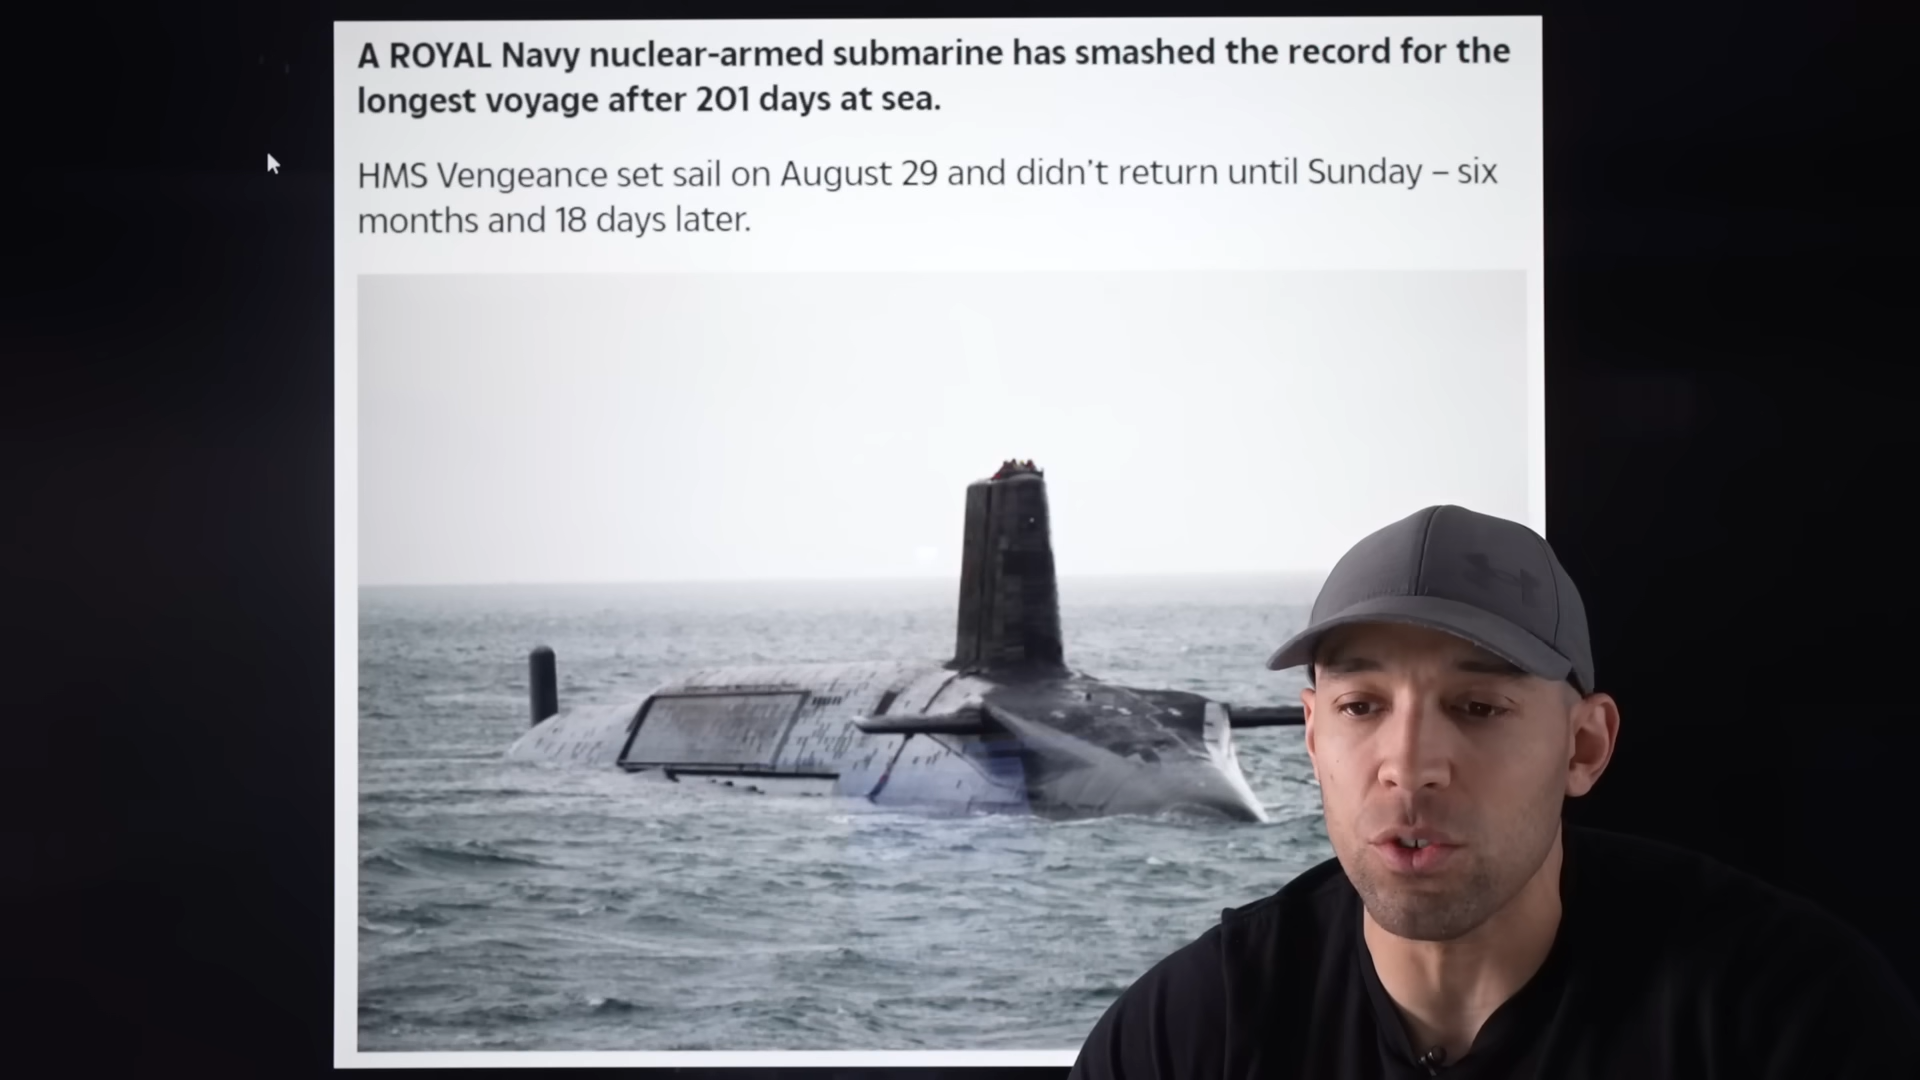 A ROYAL Navy nuclear-armed submarine has smashed the record for the
longest voyage after 201 days at sea.
HMS Vengeance set sail on August 29 and didn't return until Sunday – six
months and 18 days later.